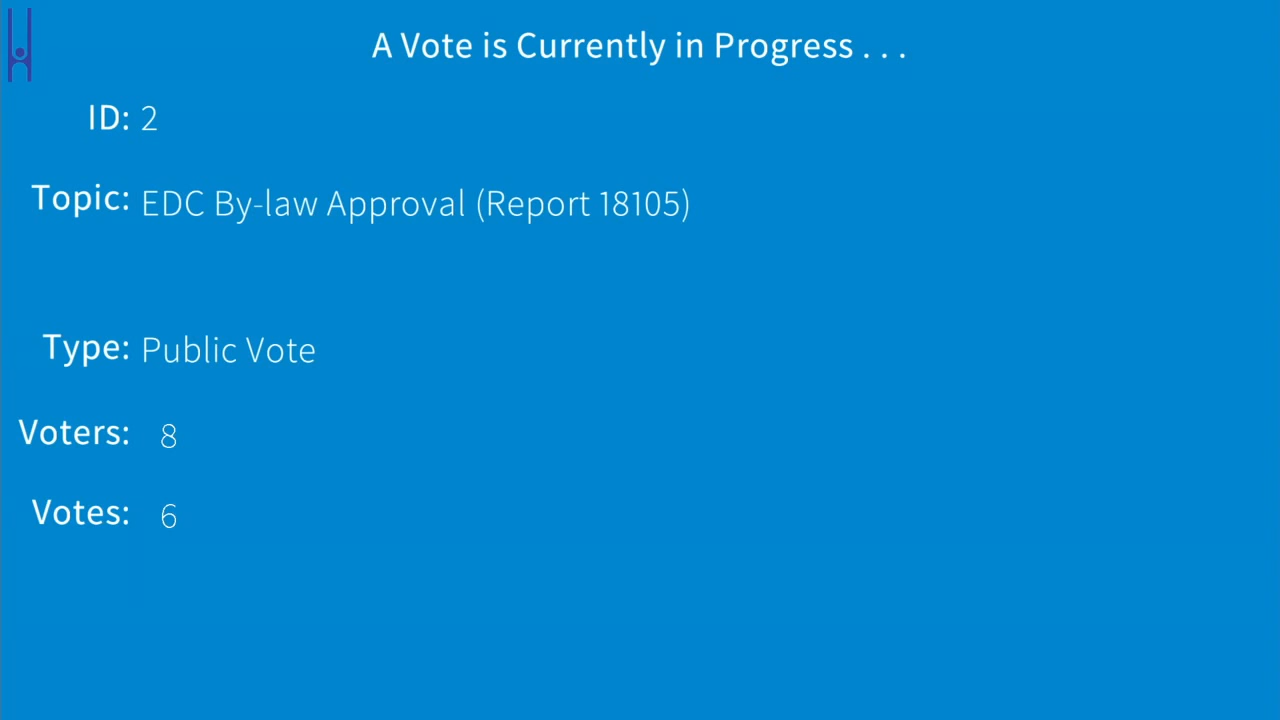 A Vote is Currently in Progress . . .
ID: 2
Topic: EDC By-law Approval (Report 18105)
Type: Public Vote
Voters: 8
Votes: 6